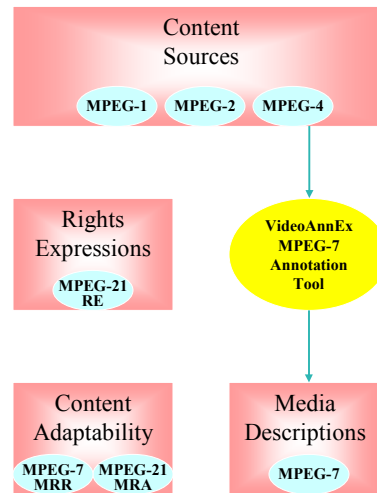 Content
Sources
MPEG-1 MPEG-2 MPEG-4
Rights
Expressions
MPEG-21
RE
VideoAnnEx
MPEG-7
Annotation
Tool
Content
Adaptability
MPEG-7 MPEG-21
MRR MRA
Media
Descriptions
MPEG-7